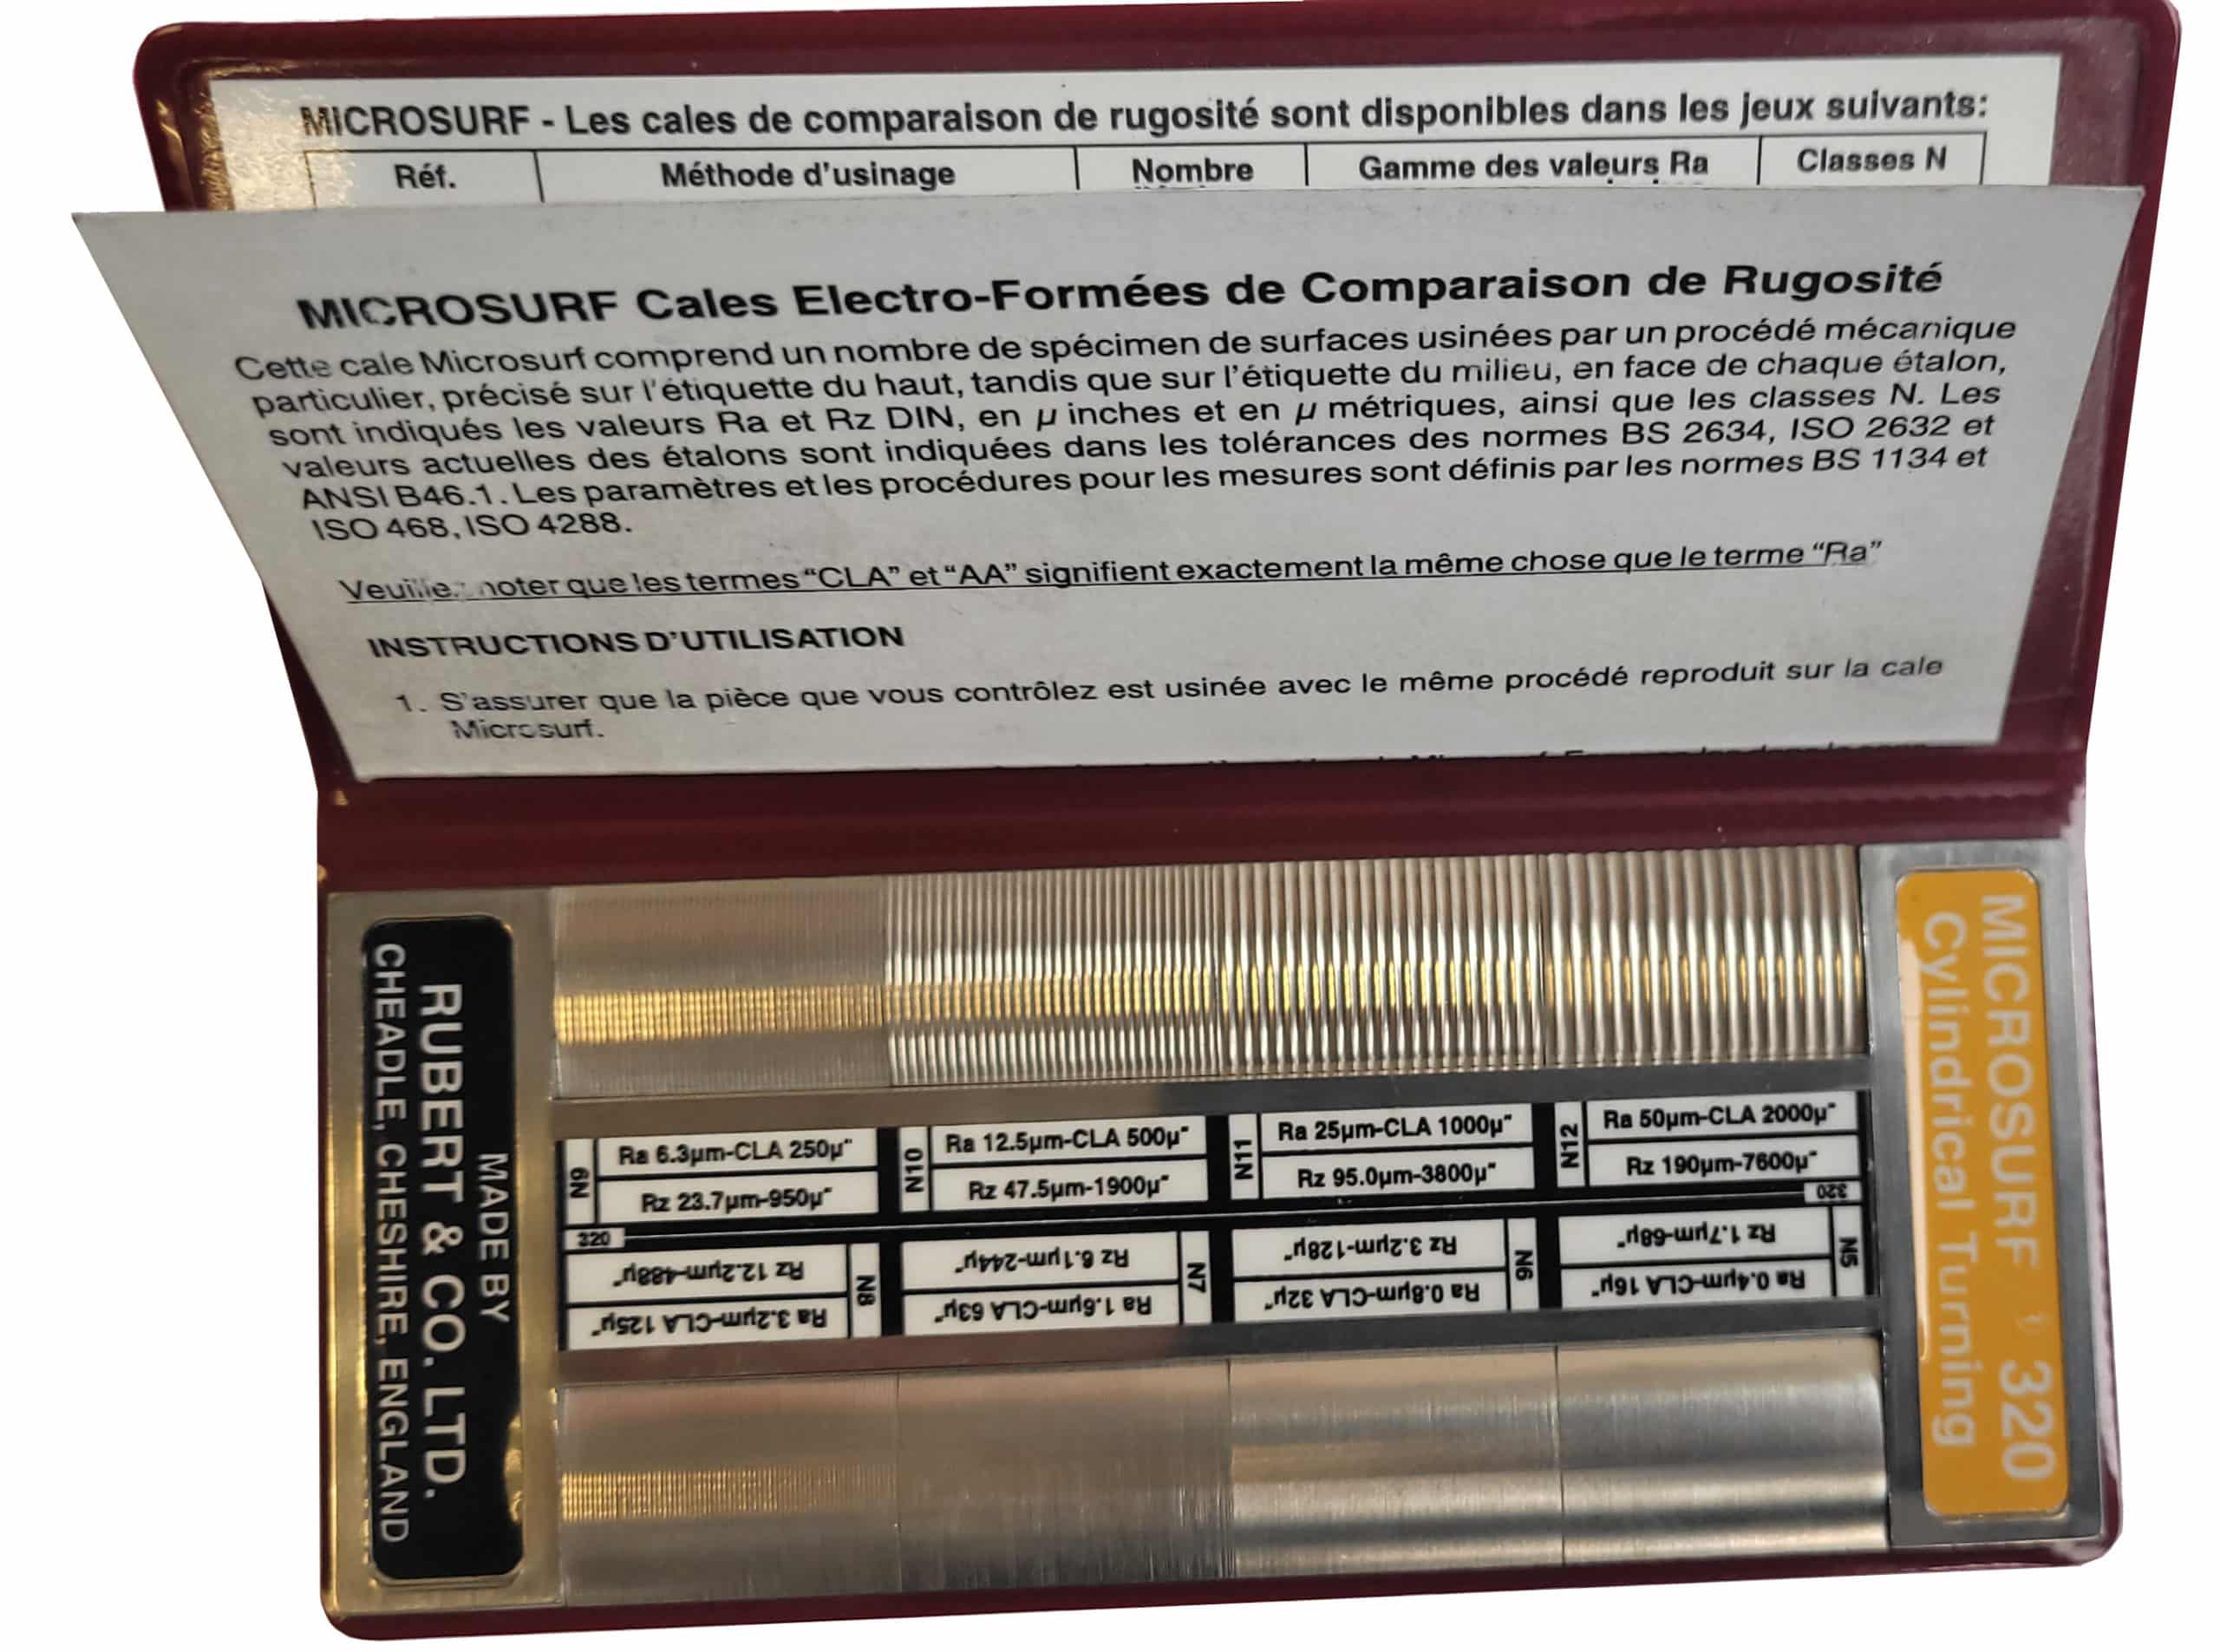 MICROSURF - Les cales de comparaison de rugosité sont disponibles dans les jeux suivants:
Réf. Méthode d'usinage Nombre Gamme des valeurs Ra Classes N
MICROSURF Cales Electro-Formées de Comparaison de Rugosité
Cette cale Microsurf comprend un nombre de spécimen de surfaces usinées par un procédé mécanique
particulier, précisé sur l'étiquette du haut, tandis que sur l'étiquette du milieu, en face de chaque étalon,
sont indiqués les valeurs Ra et Rz DIN, en µ inches et en µ métriques, ainsi que les classes N. Les
valeurs actuelles des étalons sont indiquées dans les tolérances des normes BS 2634, ISO 2632 et
ANSI B46.1. Les paramètres et les procédures pour les mesures sont définis par les normes BS 1134 et
ISO 468, ISO 4288.
Veuillez noter que les termes “CLA” et “AA” signifient exactement la même chose que le terme “Ra”
INSTRUCTIONS D'UTILISATION
1. S'assurer que la pièce que vous contrôlez est usinée avec le même procédé reproduit sur la cale
Microsurf.
MADE BY
RUBERT & CO. LTD.
CHEADLE, CHESHIRE, ENGLAND
N9 Ra 6.3µm-CLA 250µ"
Rz 23.7µm-950µ"
N10 Ra 12.5µm-CLA 500µ"
Rz 47.5µm-1900µ"
N11 Ra 25µm-CLA 1000µ"
Rz 95.0µm-3800µ"
N12 Ra 50µm-CLA 2000µ"
Rz 190µm-7600µ"
320
320
N5 Ra 0.4µm-CLA 16µ"
Rz 1.7µm-68µ"
N6 Ra 0.8µm-CLA 32µ"
Rz 3.2µm-128µ"
N7 Ra 1.6µm-CLA 63µ"
Rz 6.1µm-244µ"
N8 Ra 3.2µm-CLA 125µ"
Rz 12.2µm-488µ"
MICROSURF 320
Cylindrical Turning